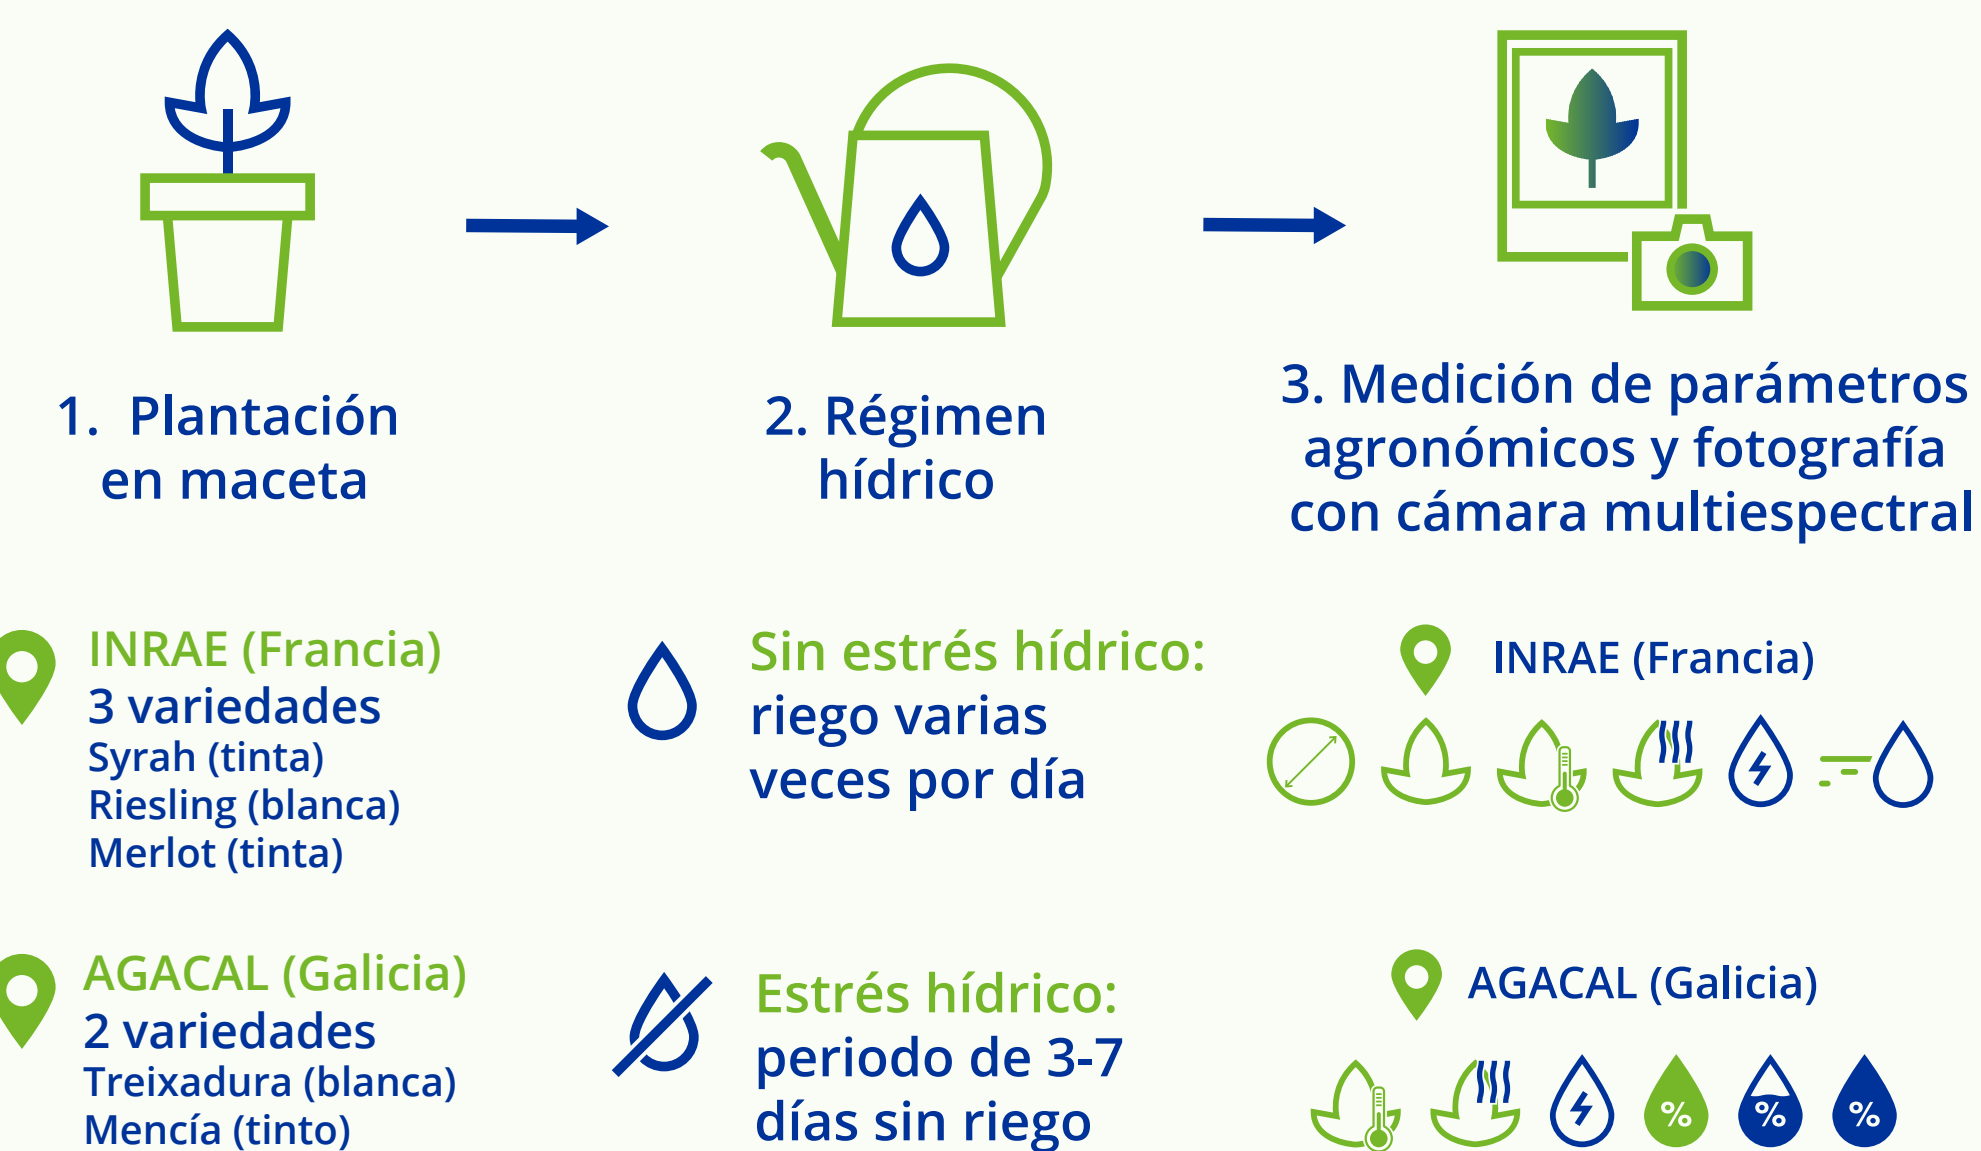 1. Plantación
en maceta
2. Régimen
hídrico
3. Medición de parámetros
agronómicos y fotografía
con cámara multiespectral
INRAE (Francia)
3 variedades
Syrah (tinta)
Riesling (blanca)
Merlot (tinta)
AGACAL (Galicia)
2 variedades
Treixadura (blanca)
Mencía (tinto)
Sin estrés hídrico:
riego varias
veces por día
Estrés hídrico:
periodo de 3-7
días sin riego
INRAE (Francia)
AGACAL (Galicia)
% % %